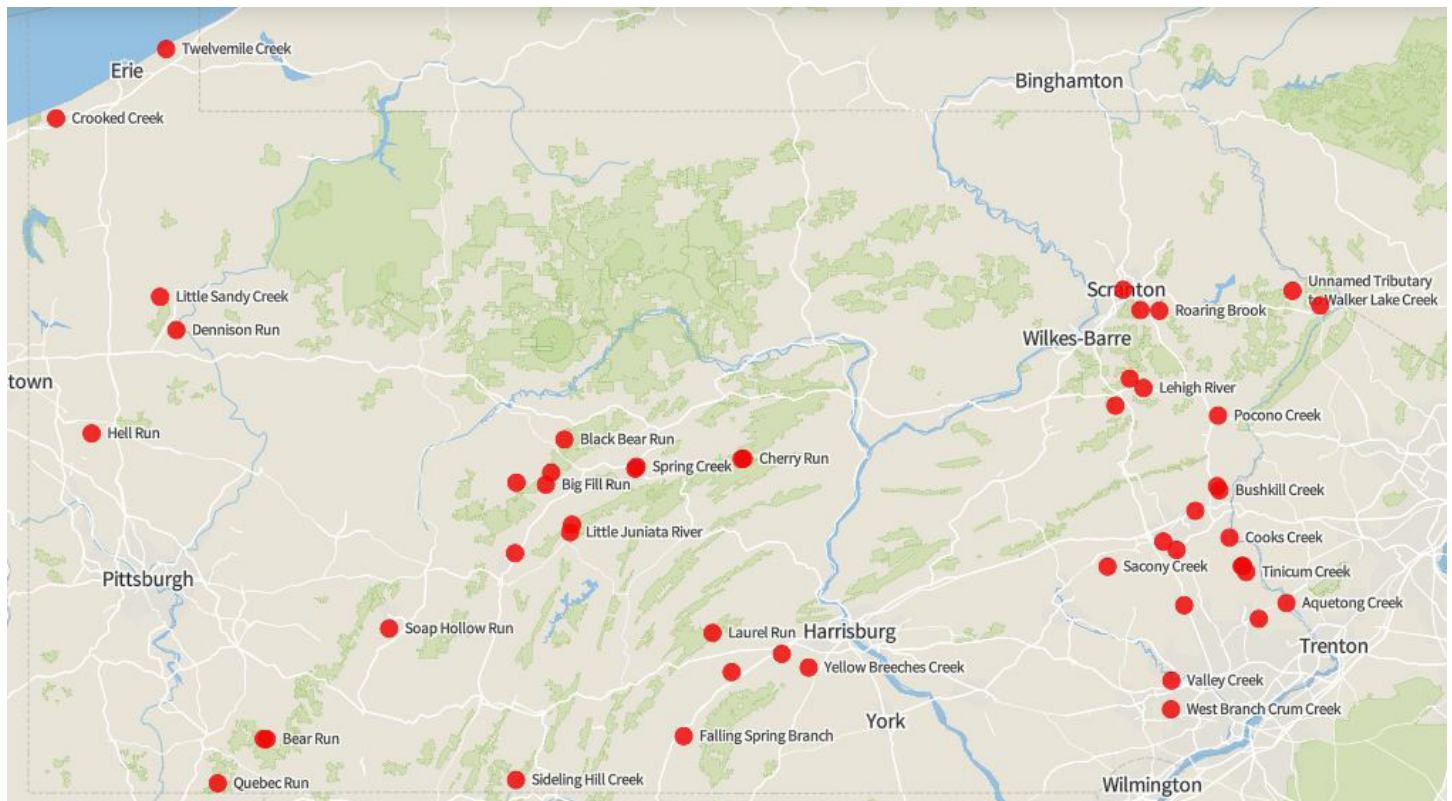 Twelvemile Creek
Erie
Binghamton
Crooked Creek
Unnamed Tributary
to Walker Lake Creek
Scranton
Little Sandy Creek
Roaring Brook
Dennison Run
Wilkes-Barre
town
Lehigh River
Pocono Creek
Hell Run
Black Bear Run
Cherry Run
Spring Creek
Big Fill Run
Bushkill Creek
Little Juniata River
Cooks Creek
Sacony Creek
Tinicum Creek
Pittsburgh
Aquetong Creek
Soap Hollow Run
Laurel Run
Harrisburg
Trenton
Yellow Breeches Creek
Valley Creek
West Branch Crum Creek
York
Falling Spring Branch
Bear Run
Sideling Hill Creek
Quebec Run
Wilmington